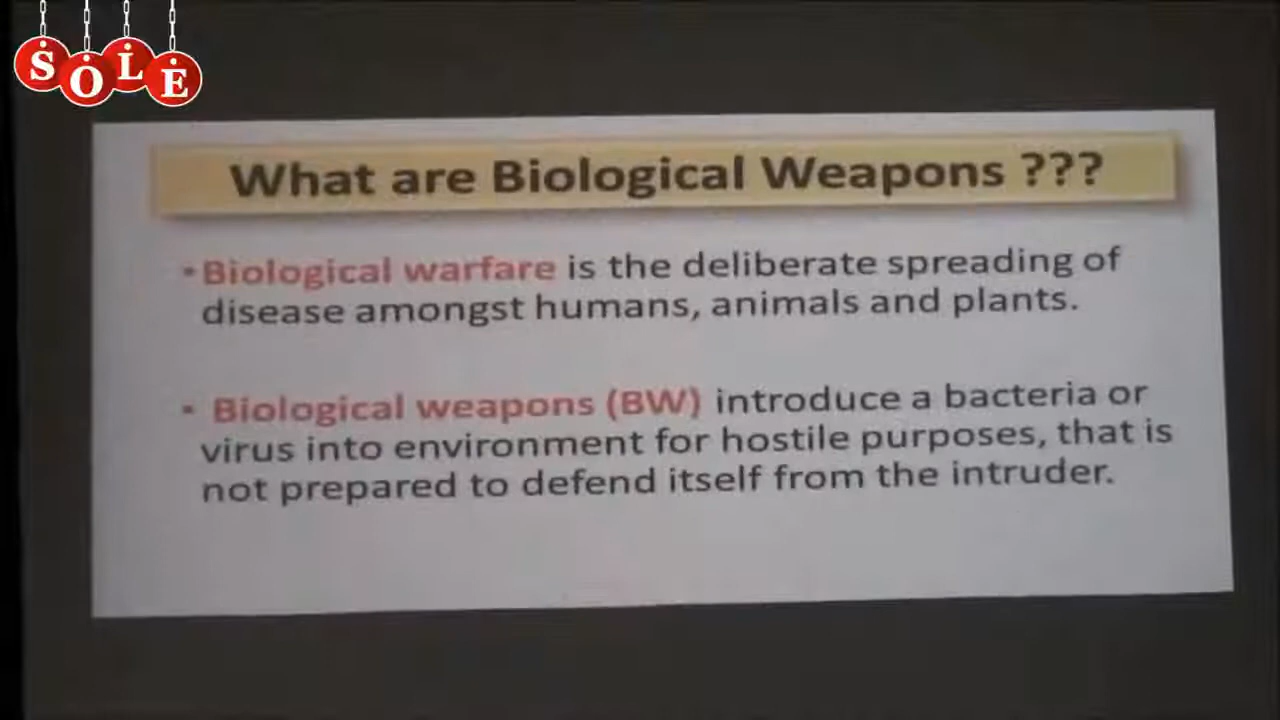 SOLE
What are Biological Weapons ???
• Biological warfare is the deliberate spreading of
disease amongst humans, animals and plants.
• Biological weapons (BW) introduce a bacteria or
virus into environment for hostile purposes, that is
not prepared to defend itself from the intruder.